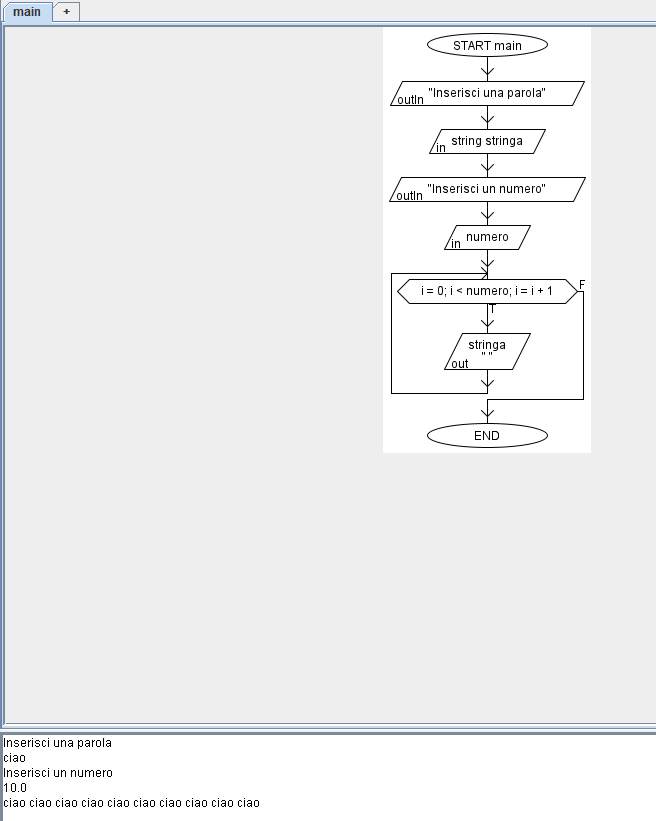 main
+
START main
"Inserisci una parola"
outln
string stringa
in
"Inserisci un numero"
outln
numero
in
i = 0; i < numero; i = i + 1
F
T
stringa
" "
out
END
Inserisci una parola
ciao
Inserisci un numero
10.0
ciao ciao ciao ciao ciao ciao ciao ciao ciao ciao